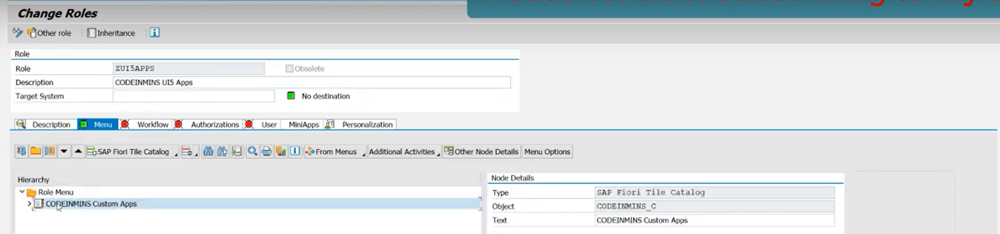 Change Roles
Other role Inheritance
Role
Role ZUI5APPS Obsolete
Description CODEINMINS UI5 Apps
Target System No destination
Description Menu Workflow Authorizations User MiniApps Personalization
SAP Fiori Tile Catalog From Menus Additional Activities Other Node Details Menu Options
Hierarchy
Role Menu
CODEINMINS Custom Apps
Node Details
Type SAP Fiori Tile Catalog
Object CODEINMINS_C
Text CODEINMINS Custom Apps